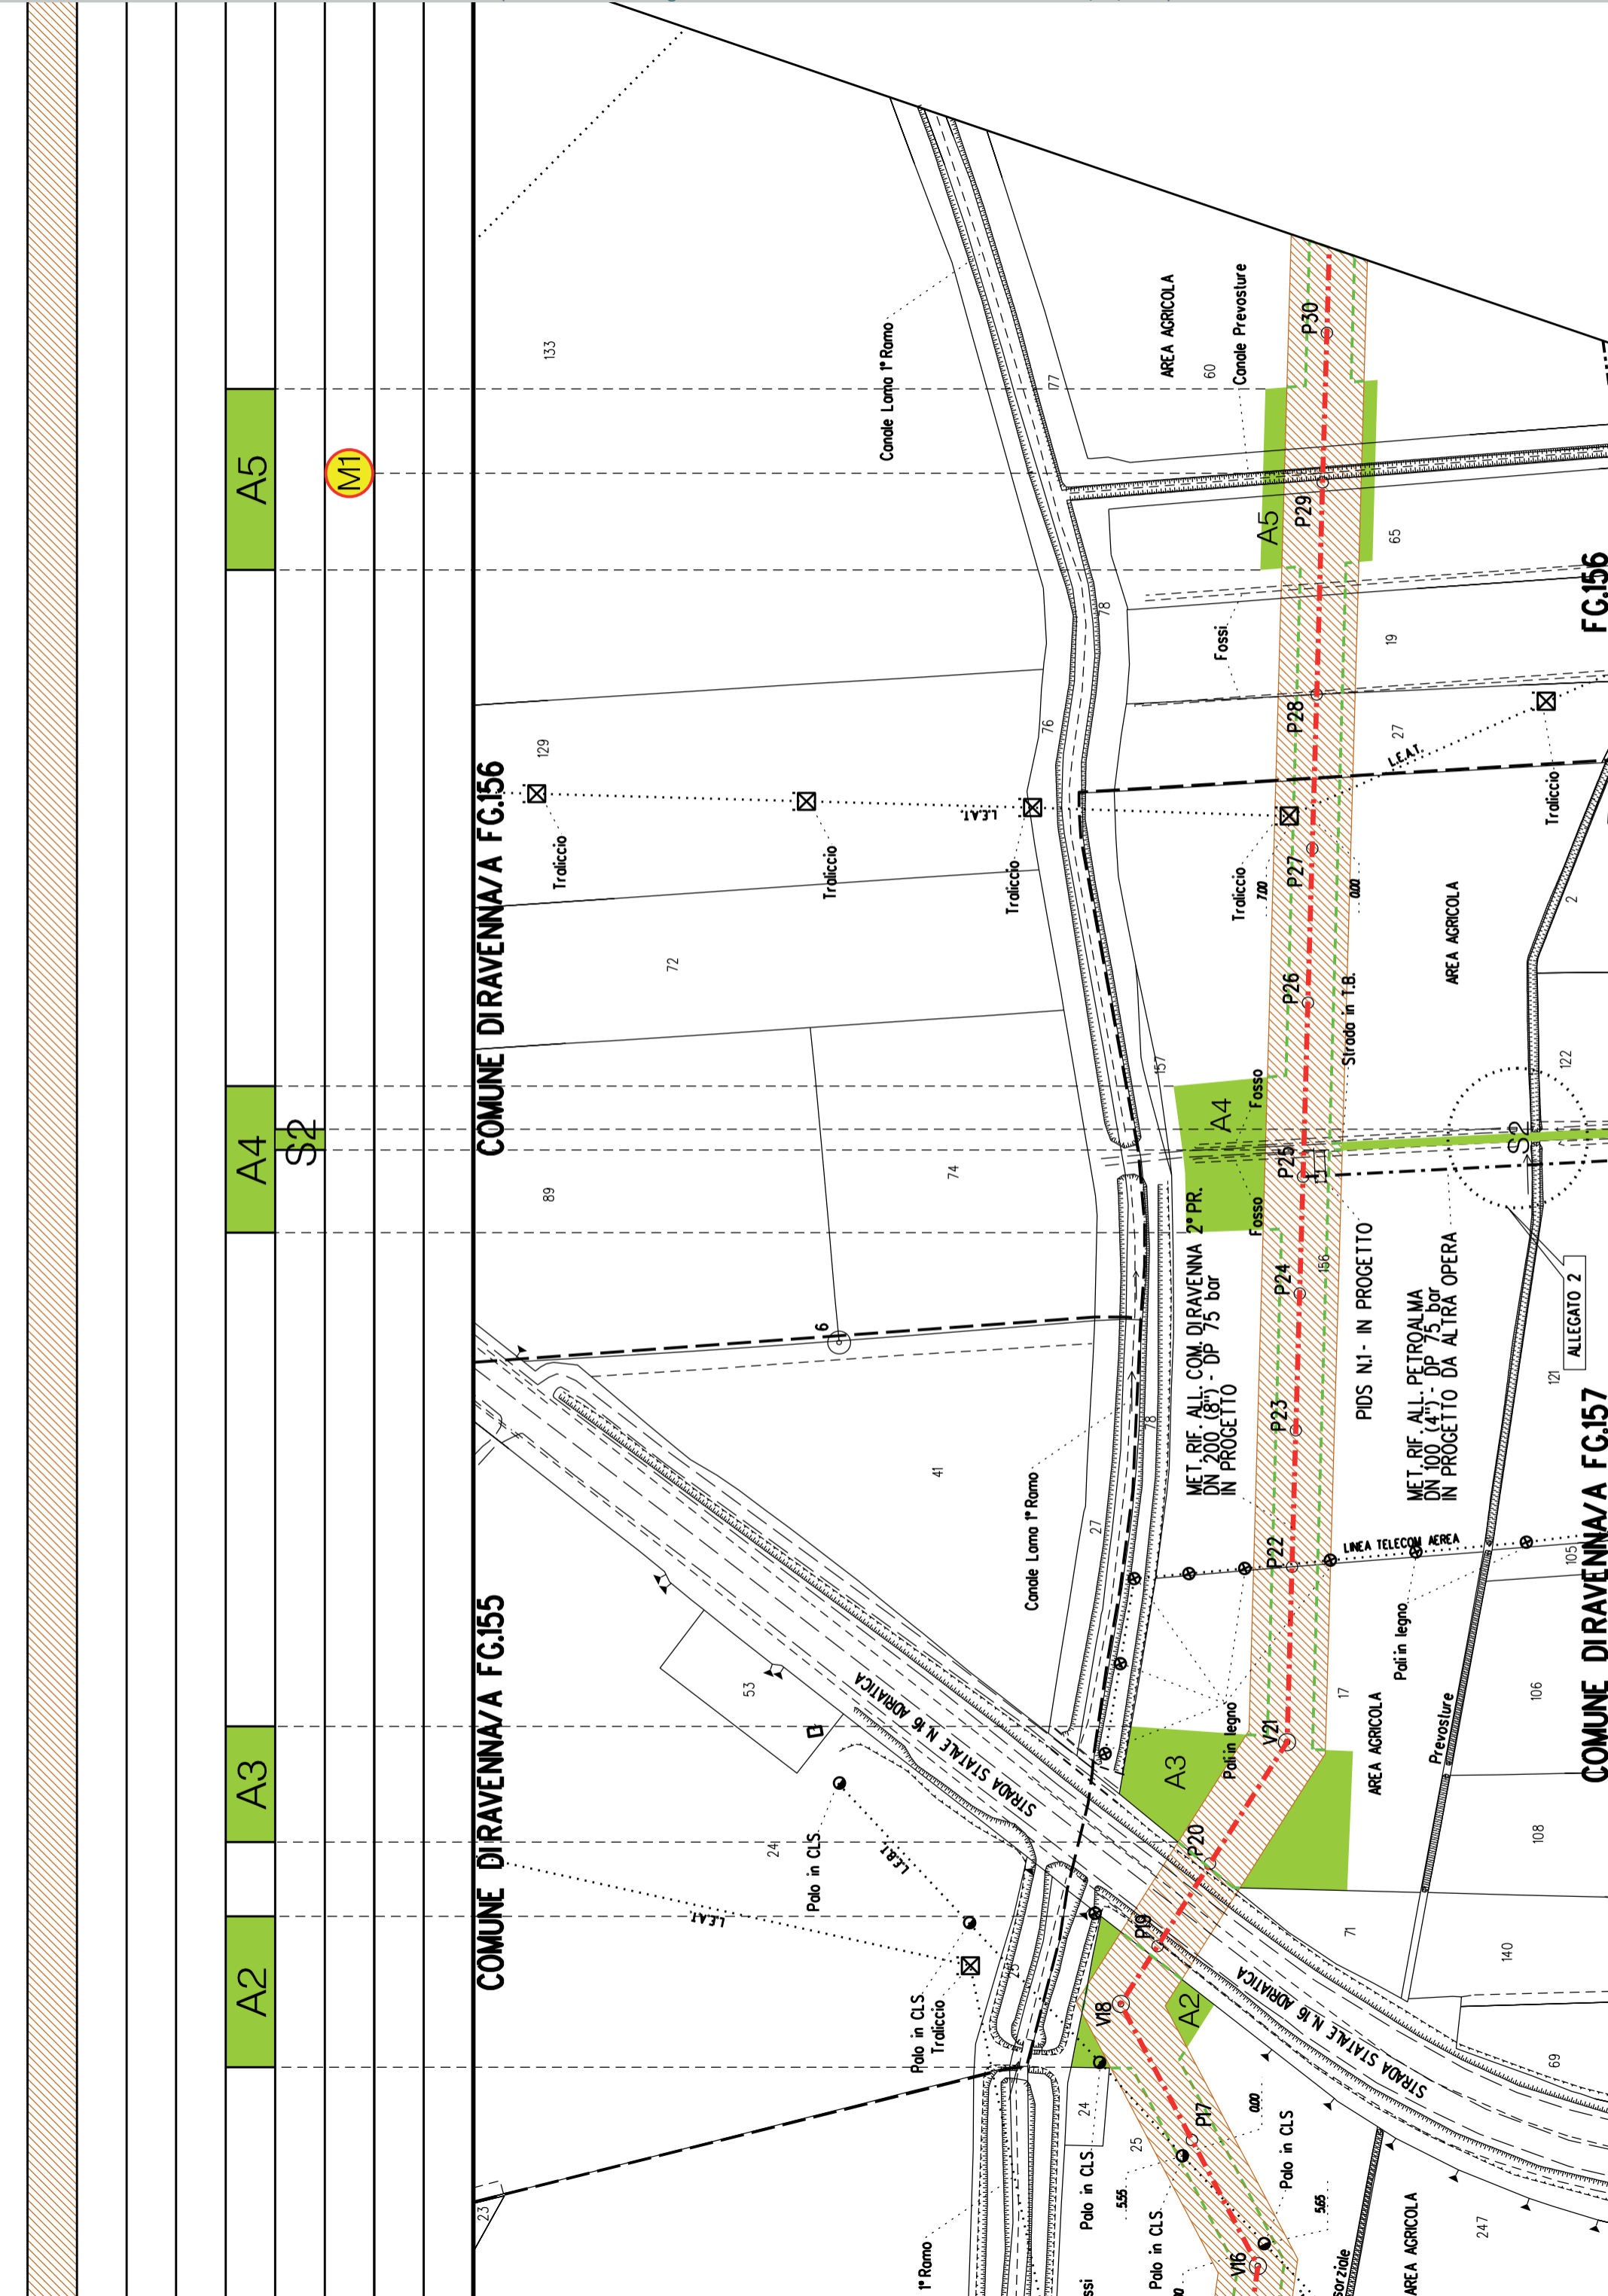 A5
M1
A4
S2
A3
A2
COMUNE DI RAVENNA/A FG.156
COMUNE DI RAVENNA/A FG.155
133
129
72
89
74
41
53
24
23
6
Traliccio
Traliccio
Traliccio
L.E.A.T.
76
78
77
Canale Lama 1° Ramo
AREA AGRICOLA
60
Canale Prevosture
P30
A5
P29
65
Fossi
19
P28
27
L.E.A.T.
FG.156
Traliccio
Traliccio
7.00
0.00
P27
AREA AGRICOLA
2
P26
Strada in T.B.
157
A4
Fosso
Fosso
P25
S2
122
ALLEGATO 2
121
P24
156
PIDS N.1 - IN PROGETTO
MET. RIF. ALL. COM. DI RAVENNA 2° PR.
DN 200 (8") - DP 75 bar
IN PROGETTO
MET. RIF. ALL. PETROALMA
DN 100 (4") - DP 75 bar
IN PROGETTO DA ALTRA OPERA
P23
78
Canale Lama 1° Ramo
27
P22
LINEA TELECOM AEREA
105
COMUNE DI RAVENNA/A FG.157
Pali in legno
Pali in legno
17
106
AREA AGRICOLA
Prevosture
V21
A3
108
STRADA STATALE N.16 ADRIATICA
P20
P19
71
140
Palo in CLS
L.E.B.T.
L.E.A.T.
Palo in CLS
Traliccio
25
V18
A2
STRADA STATALE N.16 ADRIATICA
69
24
25
P17
0.00
Palo in CLS
Palo in CLS
Palo in CLS
5.55
5.65
V16
1° Ramo
AREA AGRICOLA
247